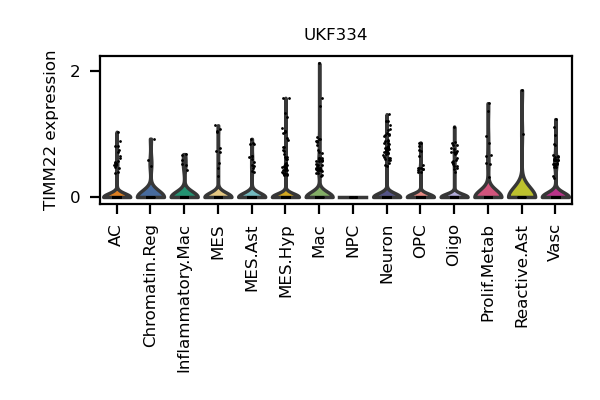 UKF334
TIMM22 expression
2
0
AC
Chromatin.Reg
Inflammatory.Mac
MES
MES.Ast
MES.Hyp
Mac
NPC
Neuron
OPC
Oligo
Prolif.Metab
Reactive.Ast
Vasc